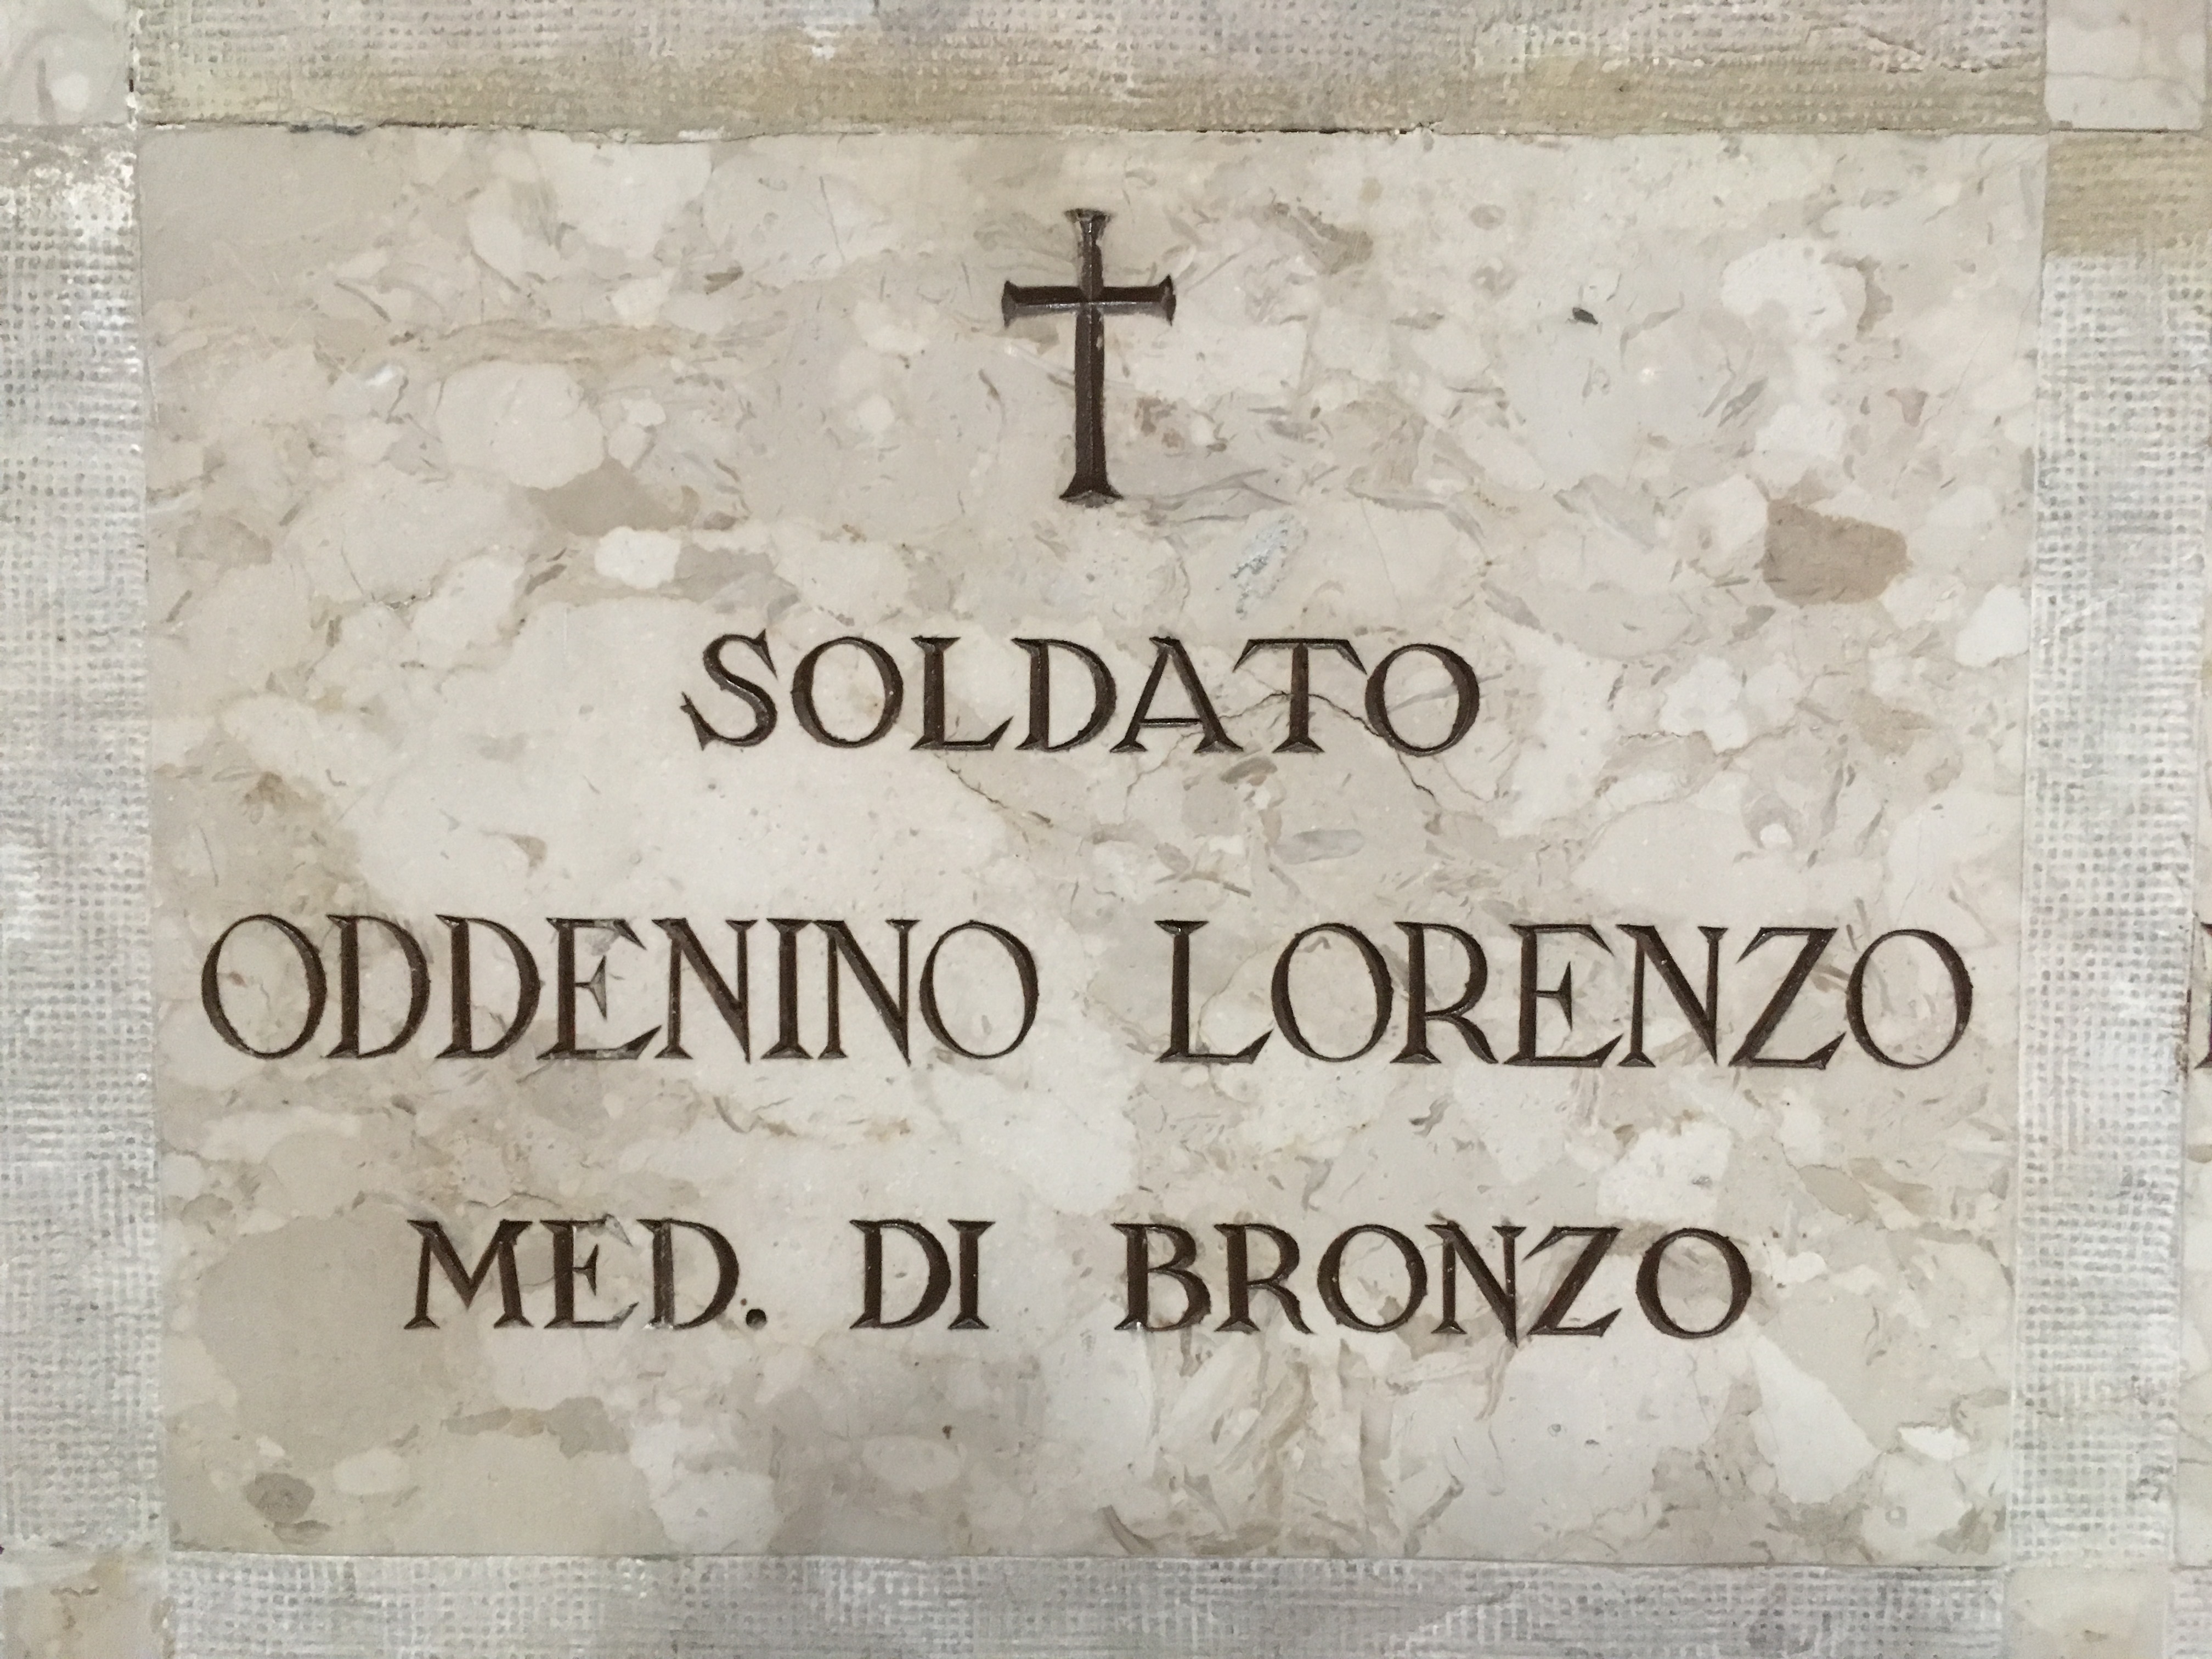 SOLDATO
ODDENINO LORENZO
MED. DI BRONZO